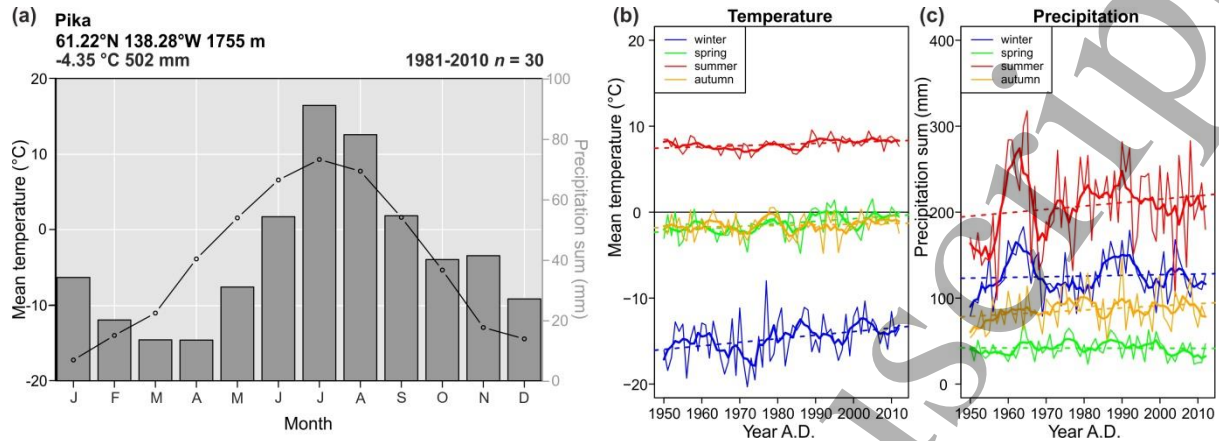 (a) Pika
61.22°N 138.28°W 1755 m
-4.35 °C 502 mm 1981-2010 n = 30
Mean temperature (°C)
20
10
0
−10
−20
100
80
60
40
20
0
Precipitation sum (mm)
J F M A M J J A S O N D
Month
(b) Temperature
winter
spring
summer
autumn
Mean temperature (°C)
20
10
0
−10
−20
1950 1960 1970 1980 1990 2000 2010
Year A.D.
(c) Precipitation
winter
spring
summer
autumn
Precipitation sum (mm)
400
300
200
100
0
1950 1960 1970 1980 1990 2000 2010
Year A.D.